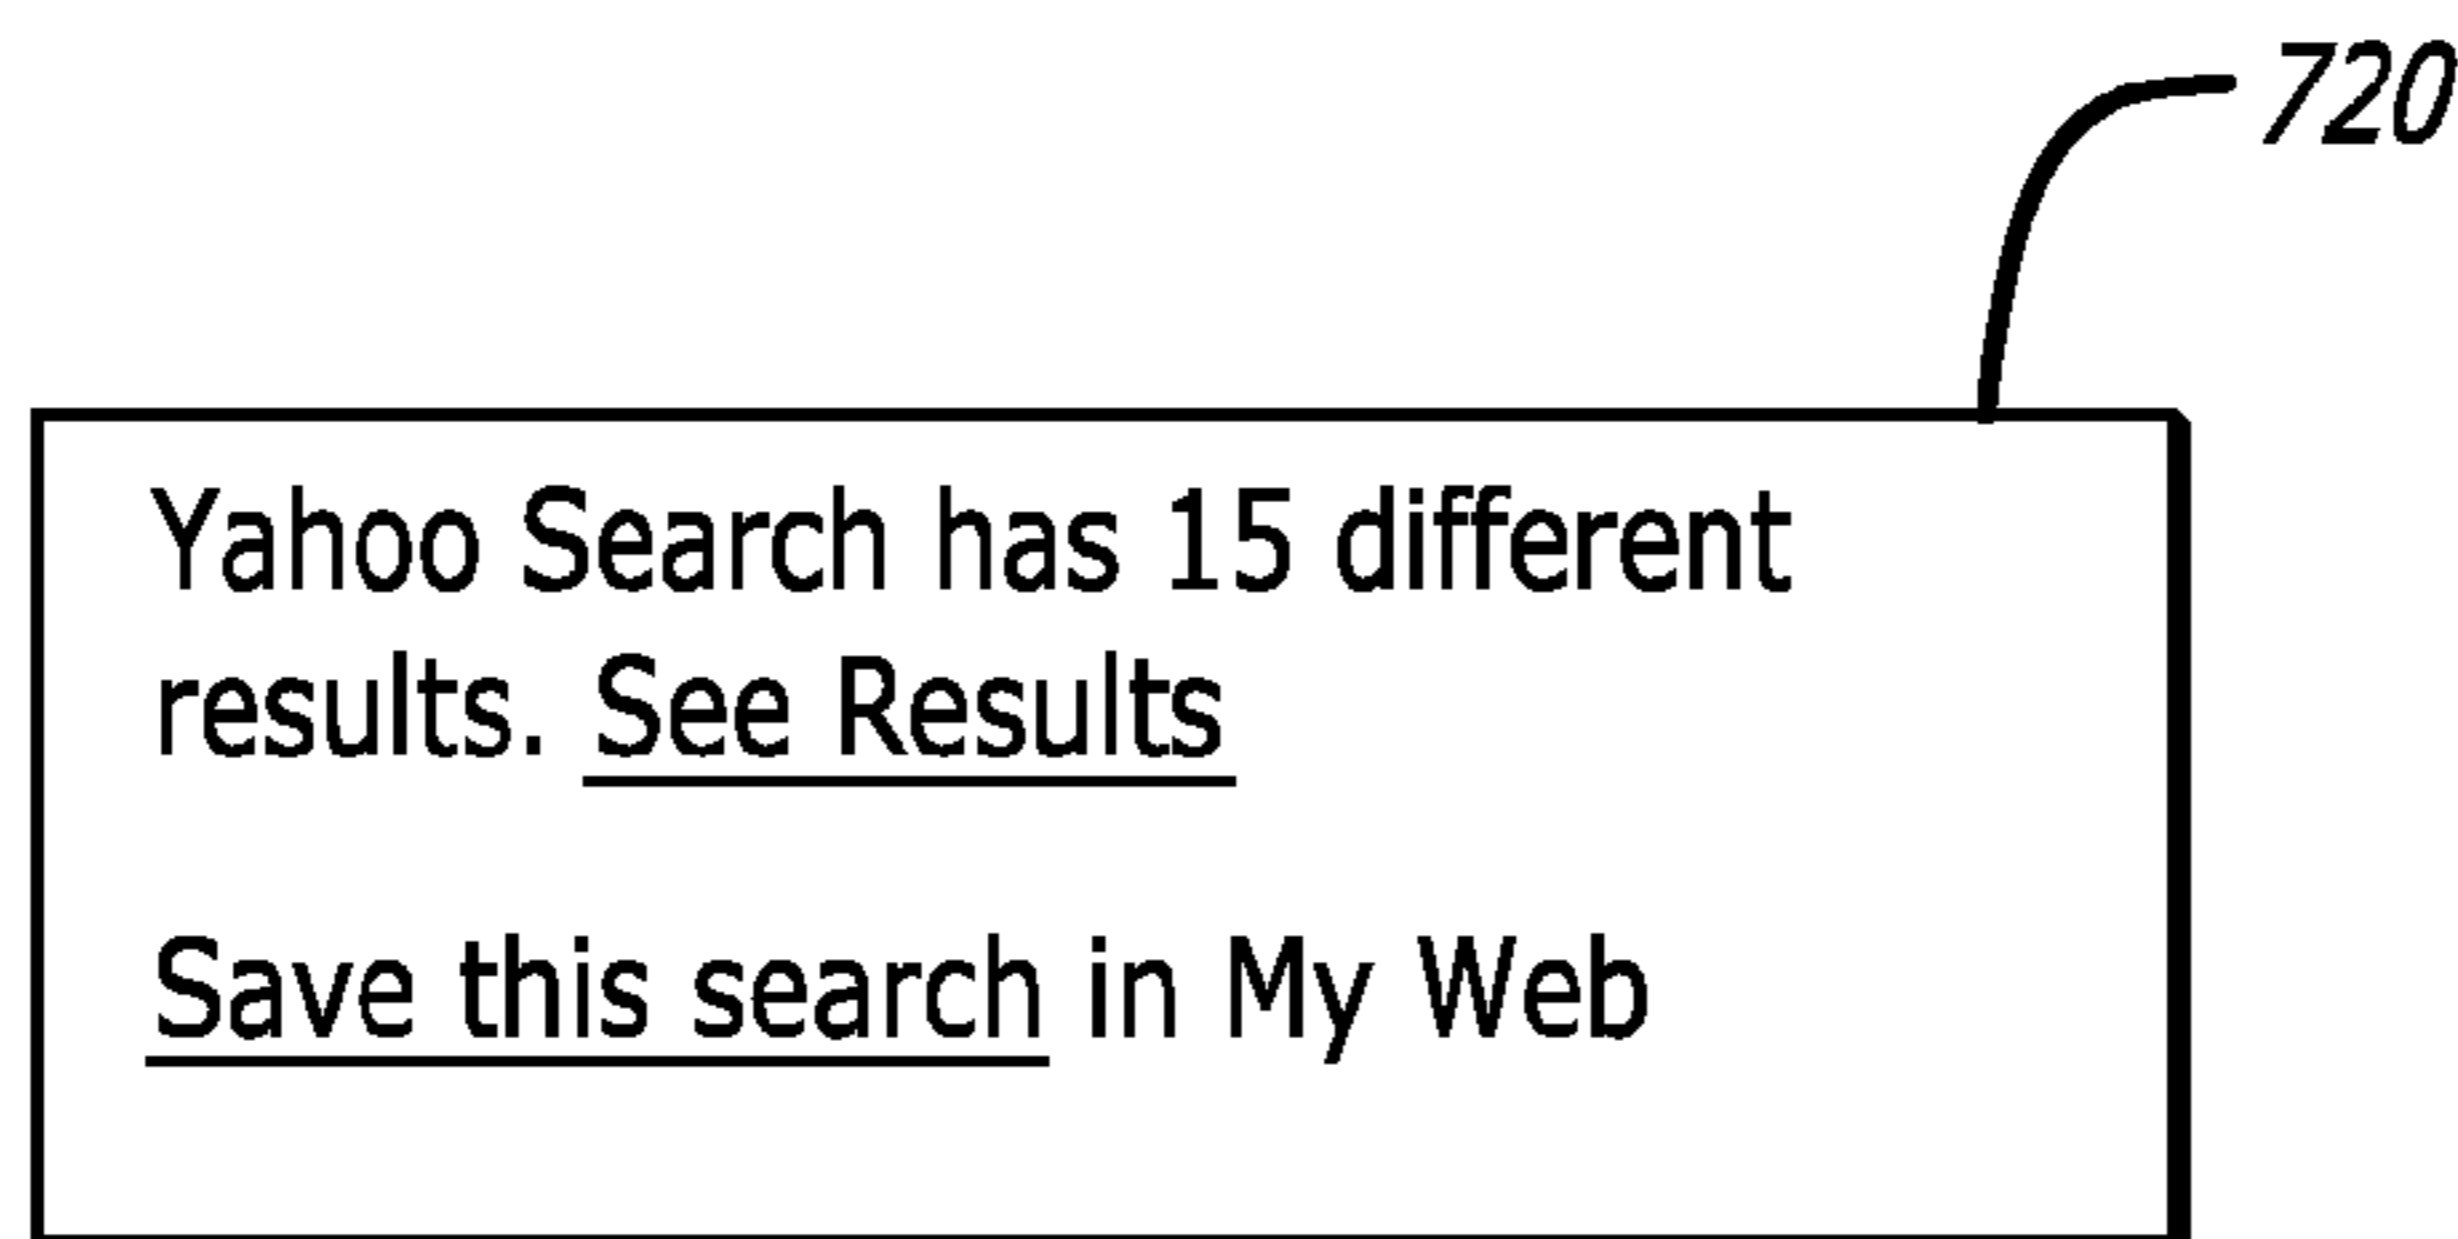 720
Yahoo Search has 15 different
results. See Results
Save this search in My Web